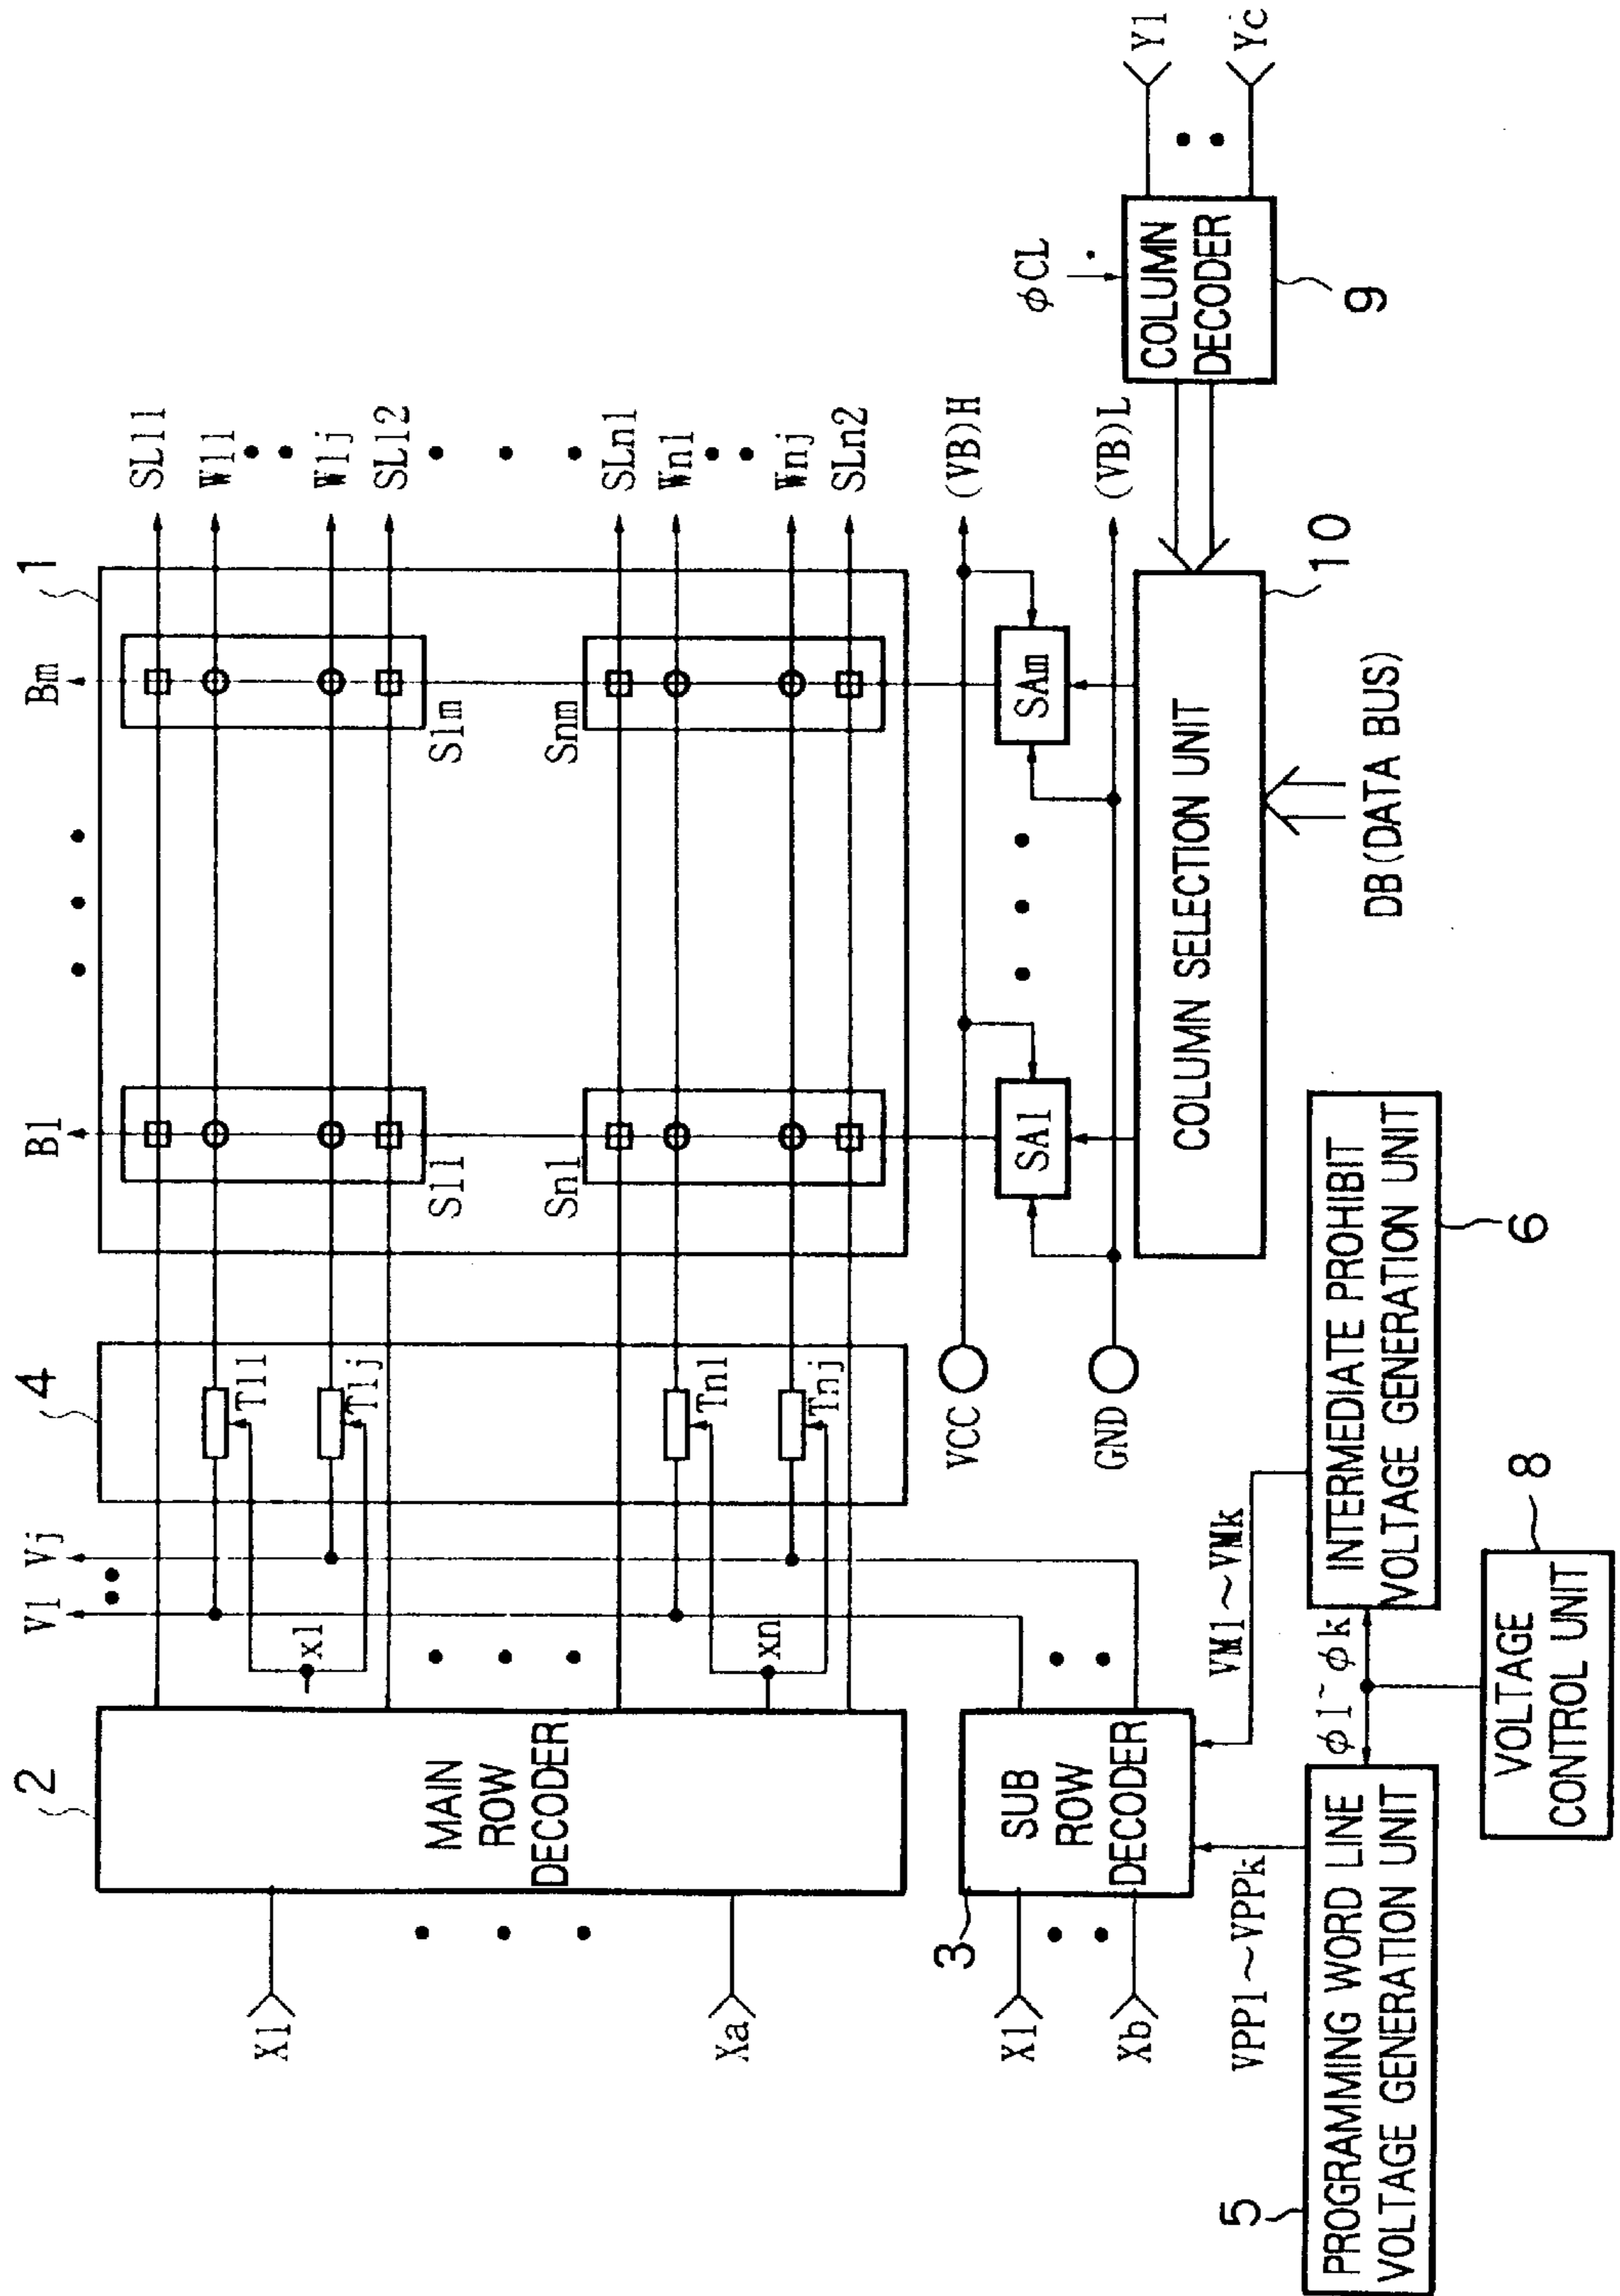 2
4
1
V1
Vj
B1
Bm
SL11
W11
W1j
SL12
SLn1
Wn1
Wnj
SLn2
T11
T1j
Tn1
Tnj
x1
xn
S11
S1m
Sn1
Snm
X1
Xa
MAIN
ROW
DECODER
3
X1
Xb
SUB
ROW
DECODER
VCC
GND
SA1
SAm
(VB)H
(VB)L
VPP1~VPPk
VM1~VMk
COLUMN SELECTION UNIT
10
DB(DATA BUS)
φCL
COLUMN
DECODER
9
Y1
Yc
5
PROGRAMING WORD LINE
VOLTAGE GENERATION UNIT
φ1~φk
INTERMEDIATE PROHIBIT
VOLTAGE GENERATION UNIT
6
VOLTAGE
CONTROL UNIT
8